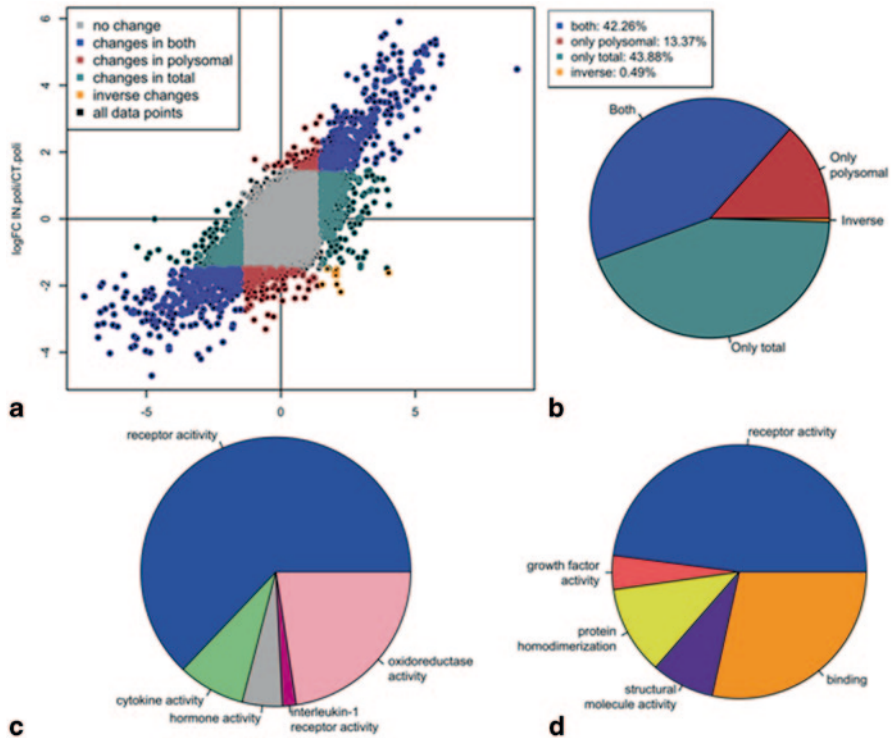 no change
changes in both
changes in polysomal
changes in total
inverse changes
all data points
logFC IN.poli/CT.poli
6
4
2
0
-2
-4
-5
0
5
a
both: 42.26%
only polysomal: 13.37%
only total: 43.88%
inverse: 0.49%
Both
Only
polysomal
Inverse
Only total
b
receptor acitivity
oxidoreductase
activity
interleukin-1
receptor activity
hormone activity
cytokine activity
c
receptor activity
growth factor
activity
protein
homodimerization
structural
molecule activity
binding
d